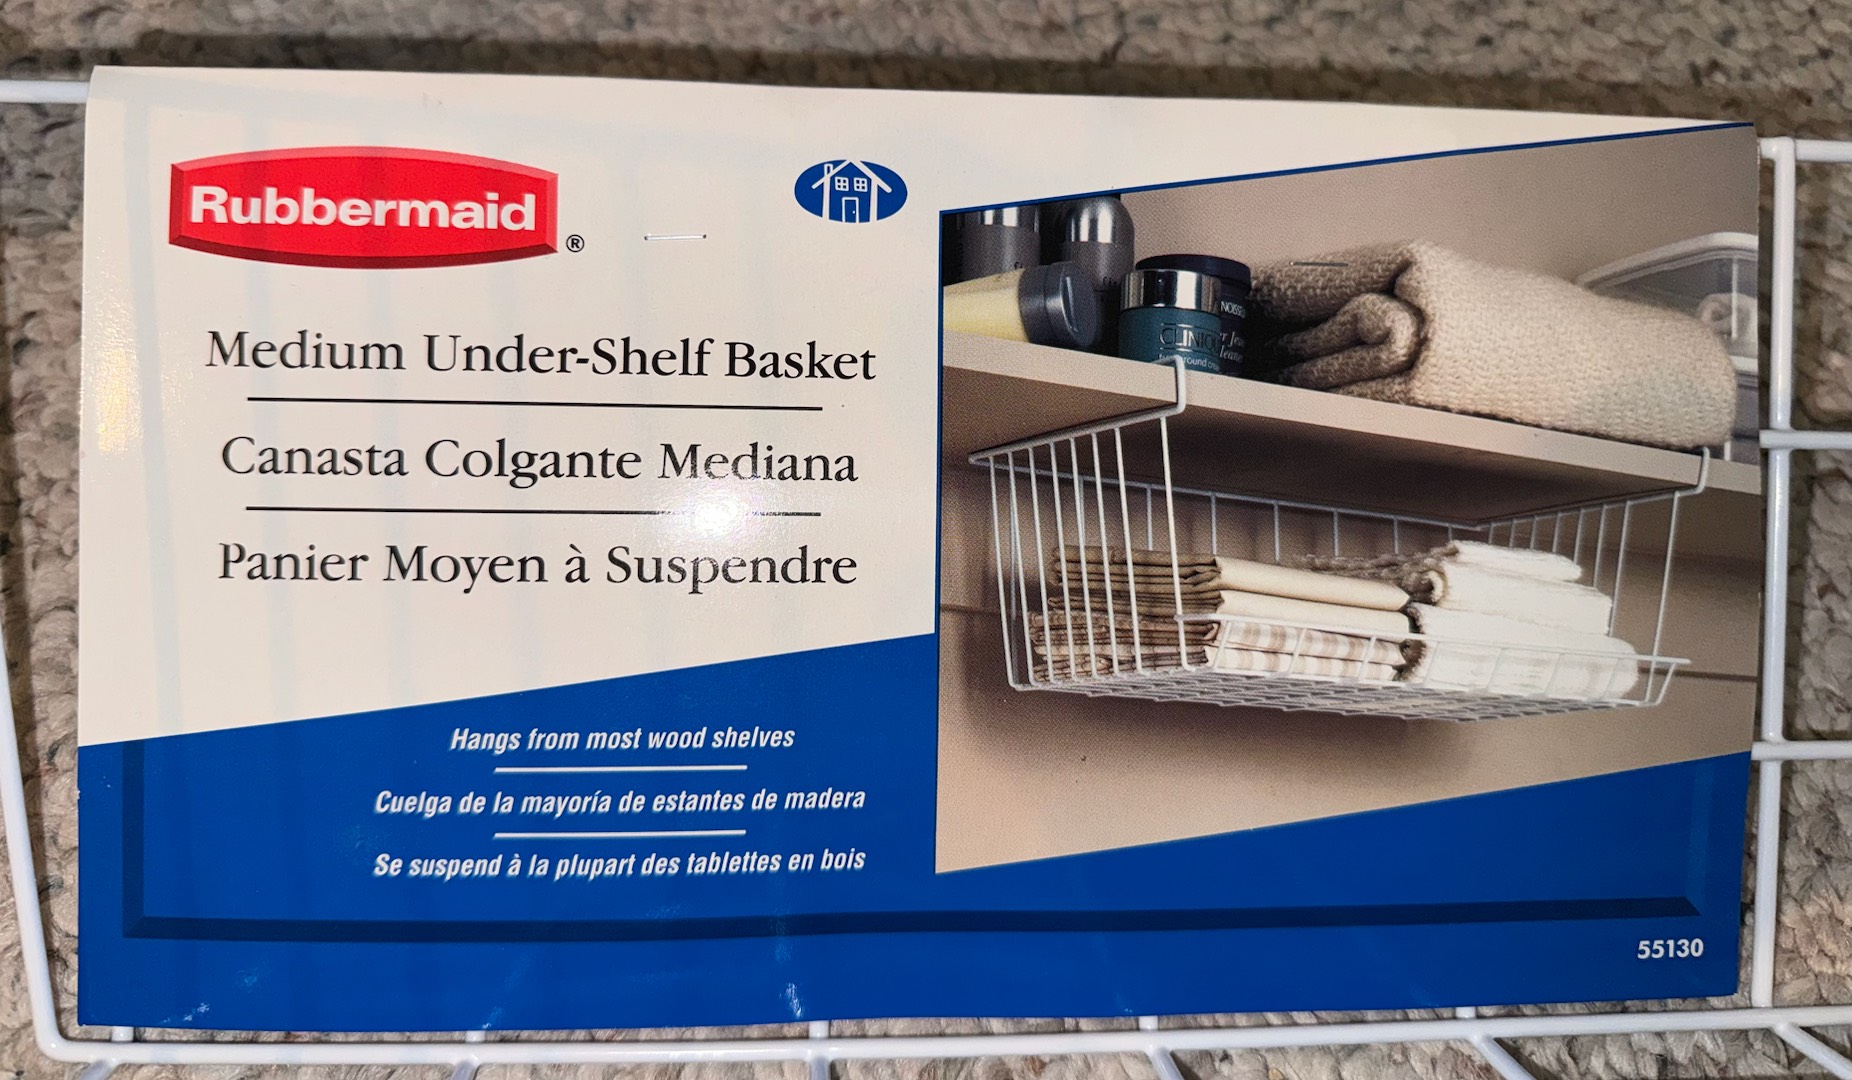 Rubbermaid®
Medium Under-Shelf Basket
Canasta Colgante Mediana
Panier Moyen à Suspendre
Hangs from most wood shelves
Cuelga de la mayoría de estantes de madera
Se suspend à la plupart des tablettes en bois
CLINIQ
55130